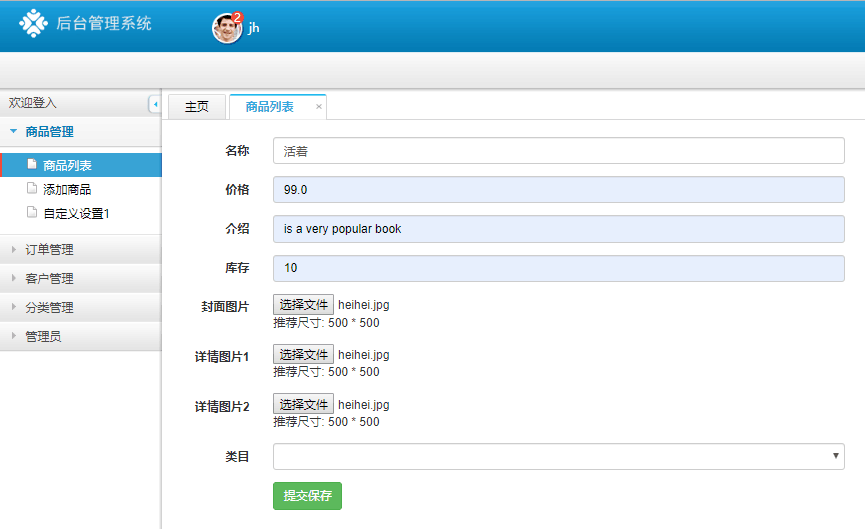 后台管理系统
2
jh
欢迎登入
商品管理
商品列表
添加商品
自定义设置1
订单管理
客户管理
分类管理
管理员
主页 商品列表 ×
名称 活着
价格 99.0
介绍 is a very popular book
库存 10
封面图片 选择文件 heihei.jpg
推荐尺寸: 500 * 500
详情图片1 选择文件 heihei.jpg
推荐尺寸: 500 * 500
详情图片2 选择文件 heihei.jpg
推荐尺寸: 500 * 500
类目
提交保存